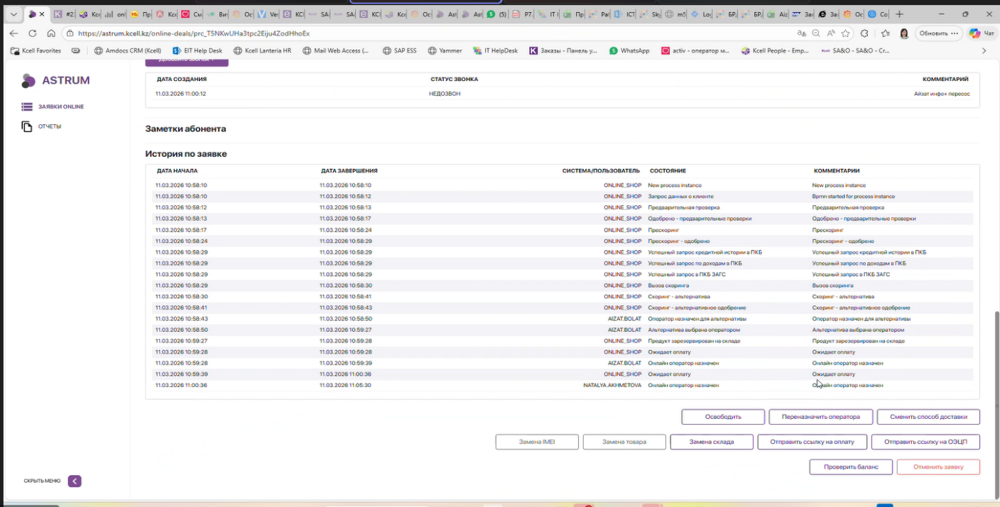 https://astrum.kcell.kz/online-deals/prc_T5NKwUHa3tpc2Eiju4ZodHhoEx
Обновить
Чат
Kcell Favorites
Amdocs CRM (Kcell)
EIT Help Desk
Kcell Lanteria HR
Mail Web Access (...
SAP ESS
Yammer
IT HelpDesk
Заказы - Панель у...
WhatsApp
activ - оператор м...
Kcell People - Emp...
SA&O - SA&O - Cr...
ASTRUM
ЗАЯВКИ ONLINE
ОТЧЕТЫ
ДАТА СОЗДАНИЯ СТАТУС ЗВОНКА КОММЕНТАРИЙ
11.03.2026 11:00:12 НЕДОЗВОН Айзат инфо+ пересос
Заметки абонента
История по заявке
ДАТА НАЧАЛА ДАТА ЗАВЕРШЕНИЯ СИСТЕМА/ПОЛЬЗОВАТЕЛЬ СОСТОЯНИЕ КОММЕНТАРИИ
11.03.2026 10:58:10 11.03.2026 10:58:10 ONLINE_SHOP New process instance New process instance
11.03.2026 10:58:10 11.03.2026 10:58:12 ONLINE_SHOP Запрос данных о клиенте Bpmn started for process instance
11.03.2026 10:58:12 11.03.2026 10:58:13 ONLINE_SHOP Предварительная проверка Предварительная проверка
11.03.2026 10:58:13 11.03.2026 10:58:17 ONLINE_SHOP Одобрено - предварительные проверки Одобрено - предварительные проверки
11.03.2026 10:58:17 11.03.2026 10:58:24 ONLINE_SHOP Прескоринг Прескоринг
11.03.2026 10:58:24 11.03.2026 10:58:29 ONLINE_SHOP Прескоринг - одобрено Прескоринг - одобрено
11.03.2026 10:58:29 11.03.2026 10:58:29 ONLINE_SHOP Успешный запрос кредитной истории в ПКБ Успешный запрос кредитной истории в ПКБ
11.03.2026 10:58:29 11.03.2026 10:58:29 ONLINE_SHOP Успешный запрос по доходам в ПКБ Успешный запрос по доходам в ПКБ
11.03.2026 10:58:29 11.03.2026 10:58:29 ONLINE_SHOP Успешный запрос в ПКБ ЗАГС Успешный запрос в ПКБ ЗАГС
11.03.2026 10:58:29 11.03.2026 10:58:30 ONLINE_SHOP Вызов скоринга Вызов скоринга
11.03.2026 10:58:30 11.03.2026 10:58:41 ONLINE_SHOP Скоринг - альтернатива Скоринг - альтернатива
11.03.2026 10:58:41 11.03.2026 10:58:43 ONLINE_SHOP Скоринг - альтернативное одобрение Скоринг - альтернативное одобрение
11.03.2026 10:58:43 11.03.2026 10:58:50 AIZAT.BOLAT Оператор назначен для альтернативы Оператор назначен для альтернативы
11.03.2026 10:58:50 11.03.2026 10:59:27 AIZAT.BOLAT Альтернатива выбрана оператором Альтернатива выбрана оператором
11.03.2026 10:59:27 11.03.2026 10:59:28 ONLINE_SHOP Продукт зарезервирован на складе Продукт зарезервирован на складе
11.03.2026 10:59:28 11.03.2026 10:59:28 ONLINE_SHOP Ожидает оплату Ожидает оплату
11.03.2026 10:59:28 11.03.2026 10:59:39 AIZAT.BOLAT Онлайн оператор назначен Онлайн оператор назначен
11.03.2026 10:59:39 11.03.2026 11:00:36 ONLINE_SHOP Ожидает оплату Ожидает оплату
11.03.2026 11:00:36 11.03.2026 11:05:30 NATALYA.AKHMETOVA Онлайн оператор назначен Онлайн оператор назначен
Освободить Переназначить оператора Сменить способ доставки
Замена IMEI Замена товара Замена склада Отправить ссылку на оплату Отправить ссылку на ОЭЦП
Проверить баланс Отменить заявку
СКРЫТЬ МЕНЮ